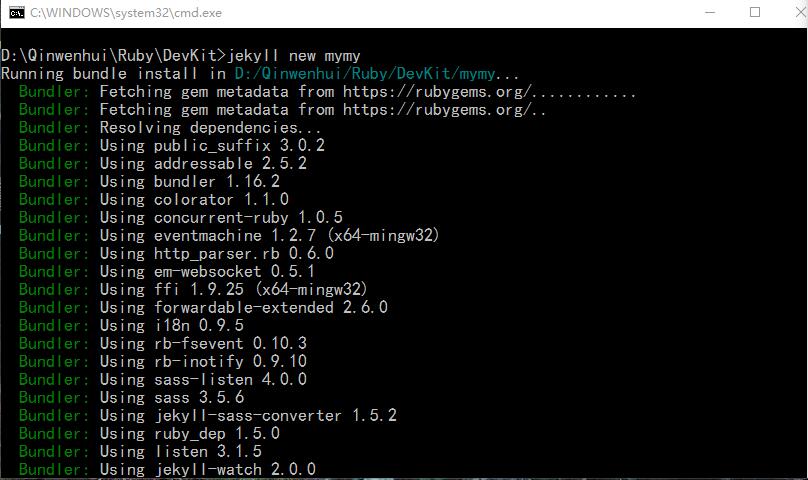 C:\WINDOWS\system32\cmd.exe
D:\Qinwenhui\Ruby\DevKit>jekyll new mymy
Running bundle install in D:/Qinwenhui/Ruby/DevKit/mymy...
Bundler: Fetching gem metadata from https://rubygems.org/............
Bundler: Fetching gem metadata from https://rubygems.org/..
Bundler: Resolving dependencies...
Bundler: Using public_suffix 3.0.2
Bundler: Using addressable 2.5.2
Bundler: Using bundler 1.16.2
Bundler: Using colorator 1.1.0
Bundler: Using concurrent-ruby 1.0.5
Bundler: Using eventmachine 1.2.7 (x64-mingw32)
Bundler: Using http_parser.rb 0.6.0
Bundler: Using em-websocket 0.5.1
Bundler: Using ffi 1.9.25 (x64-mingw32)
Bundler: Using forwardable-extended 2.6.0
Bundler: Using i18n 0.9.5
Bundler: Using rb-fsevent 0.10.3
Bundler: Using rb-inotify 0.9.10
Bundler: Using sass-listen 4.0.0
Bundler: Using sass 3.5.6
Bundler: Using jekyll-sass-converter 1.5.2
Bundler: Using ruby_dep 1.5.0
Bundler: Using listen 3.1.5
Bundler: Using jekyll-watch 2.0.0